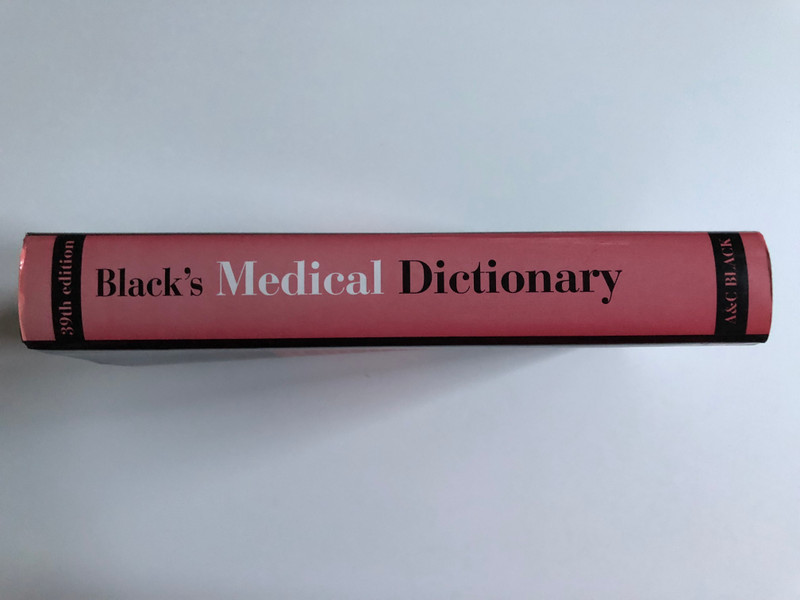 39th edition
Black's Medical Dictionary
A&C BLACK